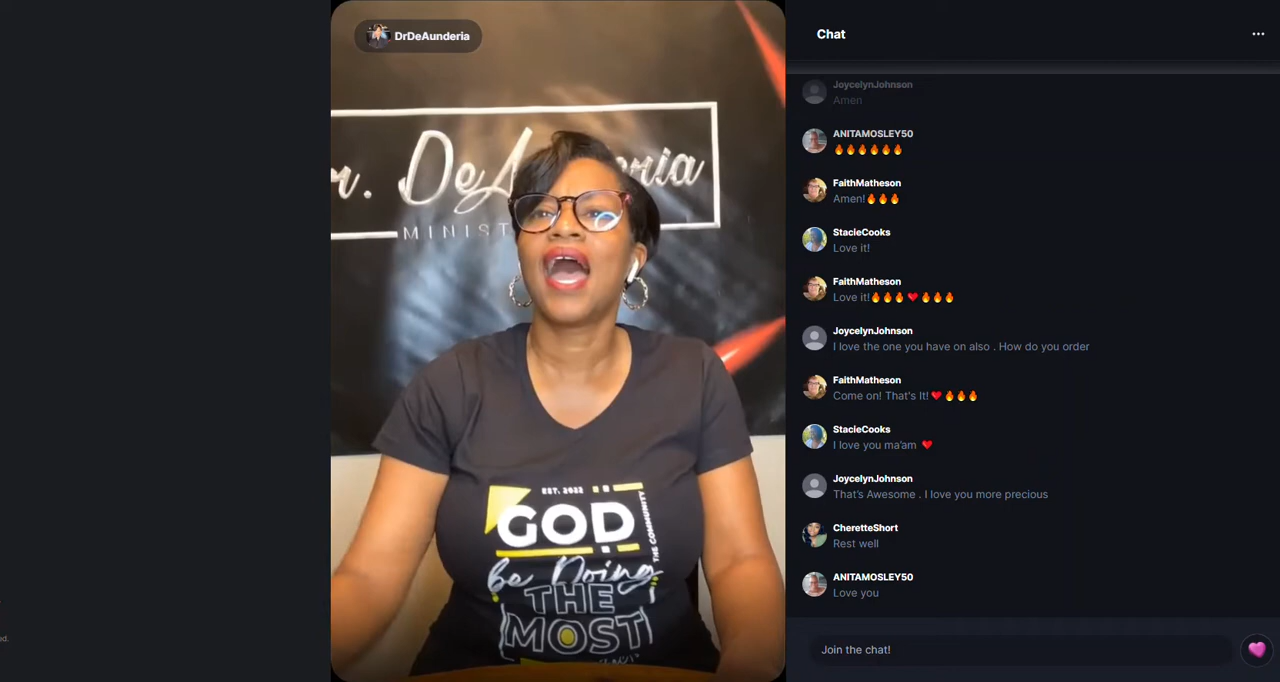 DrDeAunderia
r. DeA eria
MINIST
EST. 2022
GOD
THE COMMUNITY
be Doing
THE
MOST
ed.
Chat
JoycelynJohnson
Amen
ANITAMOSLEY50
🔥🔥🔥🔥🔥🔥
FaithMatheson
Amen!🔥🔥🔥
StacieCooks
Love it!
FaithMatheson
Love it!🔥🔥🔥❤️🔥🔥🔥
JoycelynJohnson
I love the one you have on also . How do you order
FaithMatheson
Come on! That's It!❤️🔥🔥🔥
StacieCooks
I love you ma'am ❤️
JoycelynJohnson
That's Awesome . I love you more precious
CheretteShort
Rest well
ANITAMOSLEY50
Love you
Join the chat!